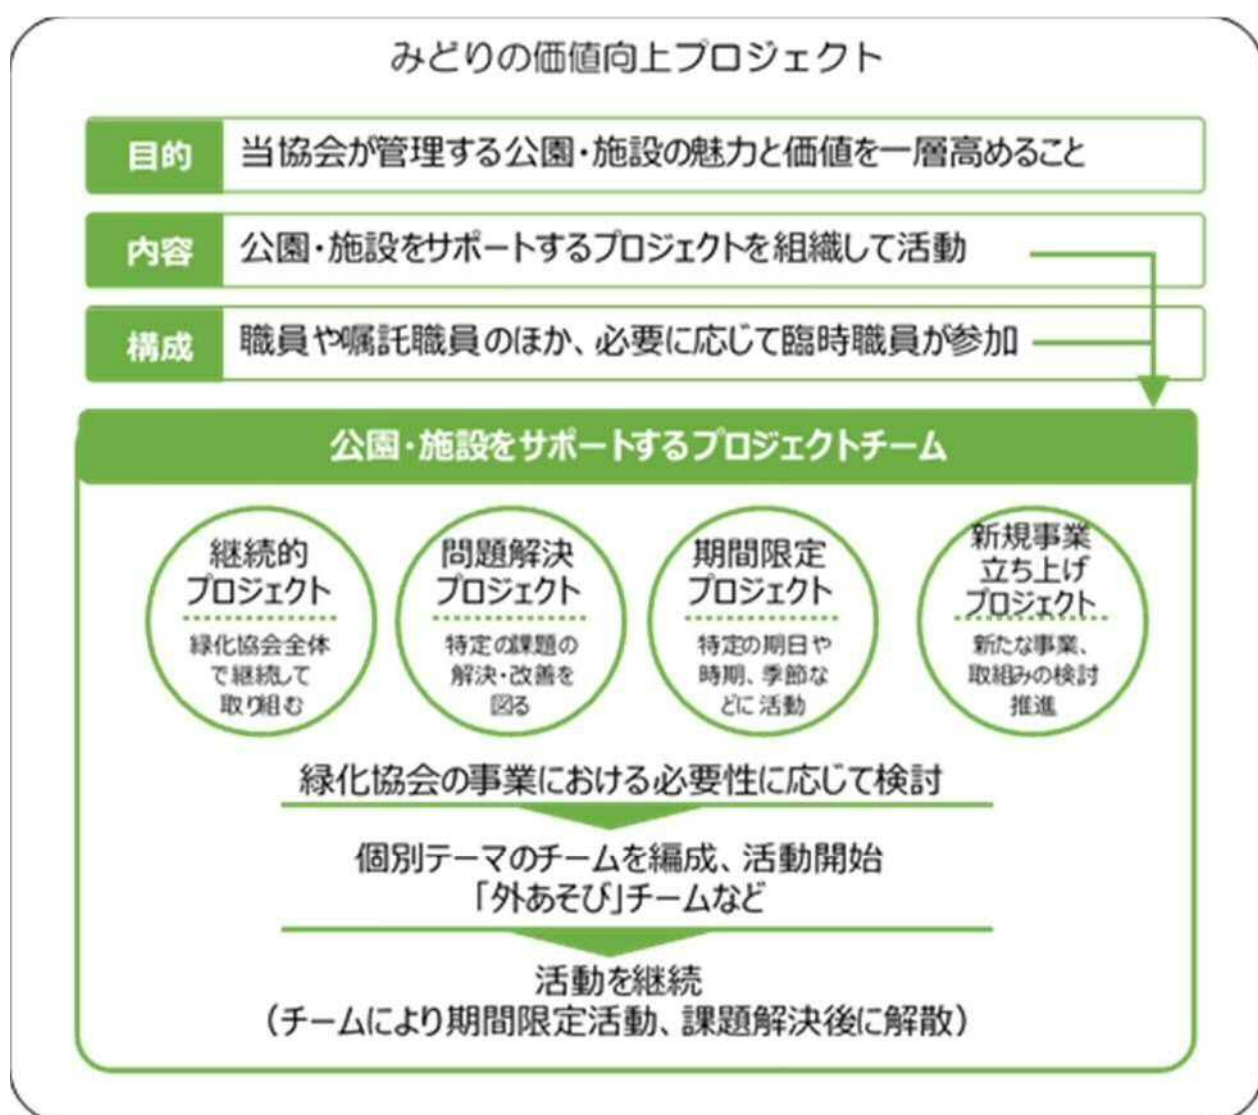 みどりの価値向上プロジェクト
目的
当協会が管理する公園・施設の魅力と価値を一層高めること
内容
公園・施設をサポートするプロジェクトを組織して活動
構成
職員や嘱託職員のほか、必要に応じて臨時職員が参加
公園・施設をサポートするプロジェクトチーム
継続的
プロジェクト
緑化協会全体
で継続して
取り組む
問題解決
プロジェクト
特定の課題の
解決・改善を
図る
期間限定
プロジェクト
特定の期日や
時期、季節な
どに活動
新規事業
立ち上げ
プロジェクト
新たな事業、
取組みの検討
推進
緑化協会の事業における必要性に応じて検討
個別テーマのチームを編成、活動開始
「外あそび」チームなど
活動を継続
（チームにより期間限定活動、課題解決後に解散）